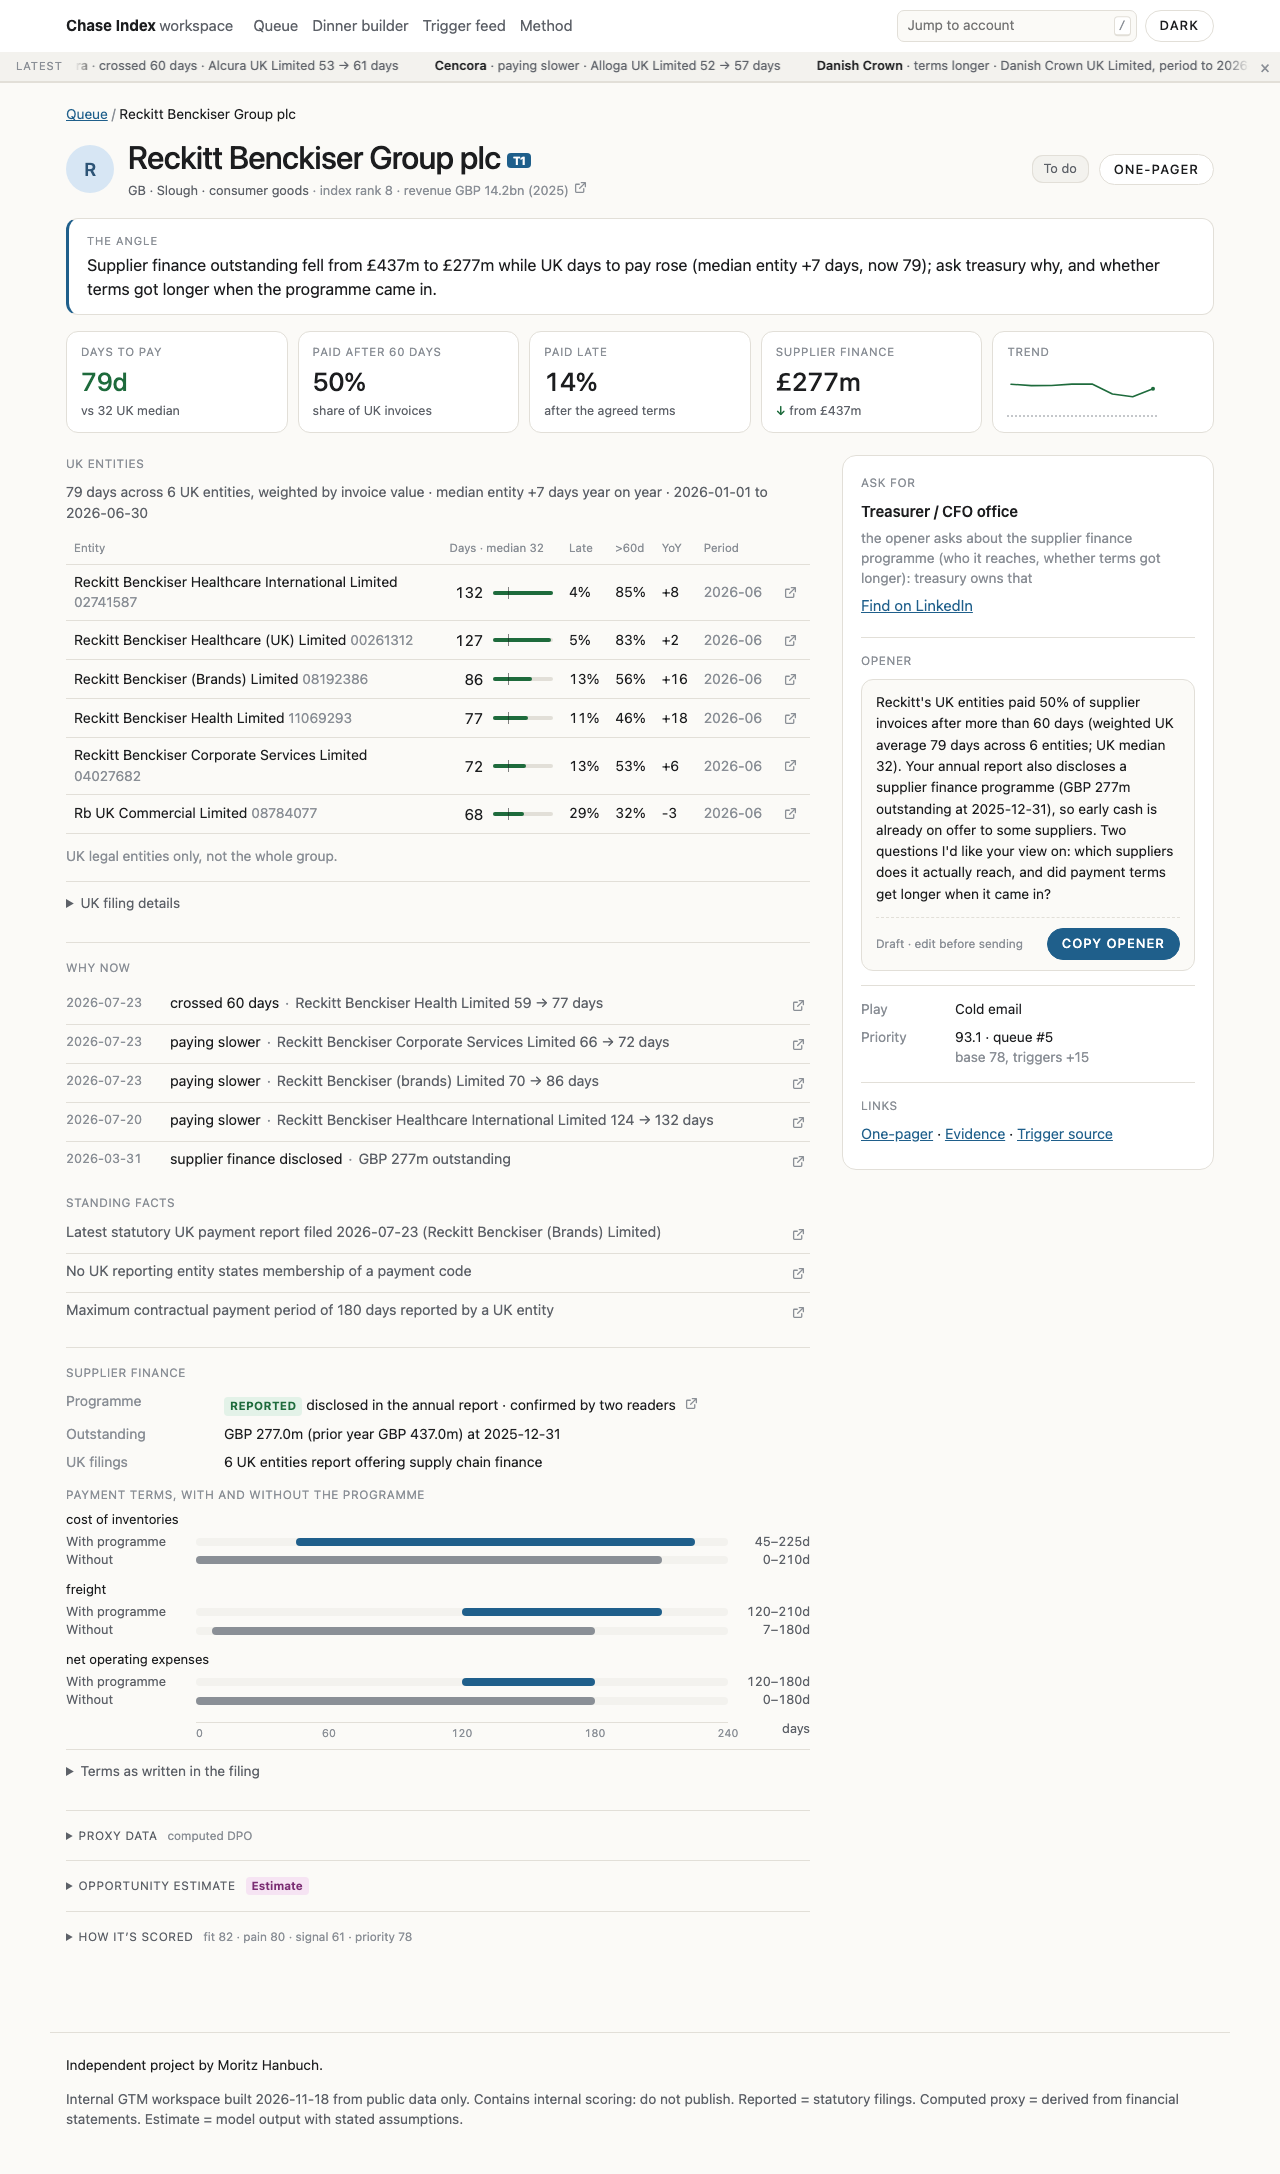 Chase Index workspace Queue Dinner builder Trigger feed Method Jump to account / DARK
LATEST · crossed 60 days · Alcura UK Limited 53 → 61 days Cencora · paying slower · Alloga UK Limited 52 → 57 days Danish Crown · terms longer · Danish Crown UK Limited, period to 2026 ×
Queue / Reckitt Benckiser Group plc
R Reckitt Benckiser Group plc T1
GB · Slough · consumer goods · index rank 8 · revenue GBP 14.2bn (2025)
To do ONE-PAGER
THE ANGLE
Supplier finance outstanding fell from £437m to £277m while UK days to pay rose (median entity +7 days, now 79); ask treasury why, and whether
terms got longer when the programme came in.
DAYS TO PAY
79d
vs 32 UK median
PAID AFTER 60 DAYS
50%
share of UK invoices
PAID LATE
14%
after the agreed terms
SUPPLIER FINANCE
£277m
↓ from £437m
TREND
UK ENTITIES
79 days across 6 UK entities, weighted by invoice value · median entity +7 days year on year · 2026-01-01 to
2026-06-30
Entity Days · median 32 Late >60d YoY Period
Reckitt Benckiser Healthcare International Limited
02741587 132 4% 85% +8 2026-06
Reckitt Benckiser Healthcare (UK) Limited 00261312 127 5% 83% +2 2026-06
Reckitt Benckiser (Brands) Limited 08192386 86 13% 56% +16 2026-06
Reckitt Benckiser Health Limited 11069293 77 11% 46% +18 2026-06
Reckitt Benckiser Corporate Services Limited
04027682 72 13% 53% +6 2026-06
Rb UK Commercial Limited 08784077 68 29% 32% -3 2026-06
UK legal entities only, not the whole group.
▶ UK filing details
WHY NOW
2026-07-23 crossed 60 days · Reckitt Benckiser Health Limited 59 → 77 days
2026-07-23 paying slower · Reckitt Benckiser Corporate Services Limited 66 → 72 days
2026-07-23 paying slower · Reckitt Benckiser (brands) Limited 70 → 86 days
2026-07-20 paying slower · Reckitt Benckiser Healthcare International Limited 124 → 132 days
2026-03-31 supplier finance disclosed · GBP 277m outstanding
STANDING FACTS
Latest statutory UK payment report filed 2026-07-23 (Reckitt Benckiser (Brands) Limited)
No UK reporting entity states membership of a payment code
Maximum contractual payment period of 180 days reported by a UK entity
SUPPLIER FINANCE
Programme REPORTED disclosed in the annual report · confirmed by two readers
Outstanding GBP 277.0m (prior year GBP 437.0m) at 2025-12-31
UK filings 6 UK entities report offering supply chain finance
PAYMENT TERMS, WITH AND WITHOUT THE PROGRAMME
cost of inventories
With programme 45–225d
Without 0–210d
freight
With programme 120–210d
Without 7–180d
net operating expenses
With programme 120–180d
Without 0–180d
0 60 120 180 240 days
▶ Terms as written in the filing
▶ PROXY DATA computed DPO
▶ OPPORTUNITY ESTIMATE Estimate
▶ HOW IT'S SCORED fit 82 · pain 80 · signal 61 · priority 78
ASK FOR
Treasurer / CFO office
the opener asks about the supplier finance
programme (who it reaches, whether terms got
longer): treasury owns that
Find on LinkedIn
OPENER
Reckitt's UK entities paid 50% of supplier
invoices after more than 60 days (weighted UK
average 79 days across 6 entities; UK median
32). Your annual report also discloses a
supplier finance programme (GBP 277m
outstanding at 2025-12-31), so early cash is
already on offer to some suppliers. Two
questions I'd like your view on: which suppliers
does it actually reach, and did payment terms
get longer when it came in?
Draft · edit before sending COPY OPENER
Play Cold email
Priority 93.1 · queue #5
base 78, triggers +15
LINKS
One-pager · Evidence · Trigger source
Independent project by Moritz Hanbuch.
Internal GTM workspace built 2026-11-18 from public data only. Contains internal scoring: do not publish. Reported = statutory filings. Computed proxy = derived from financial
statements. Estimate = model output with stated assumptions.